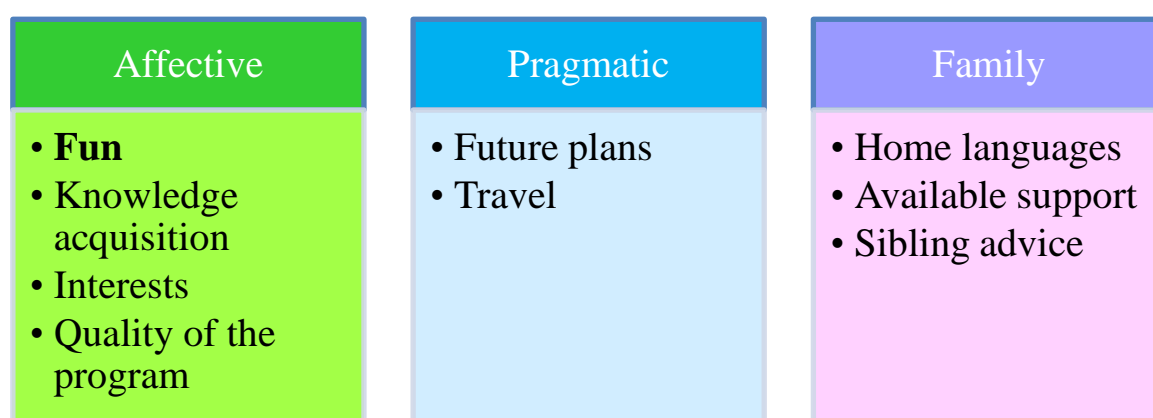 Affective
• Fun
• Knowledge
acquisition
• Interests
• Quality of the
program
Pragmatic
• Future plans
• Travel
Family
• Home languages
• Available support
• Sibling advice